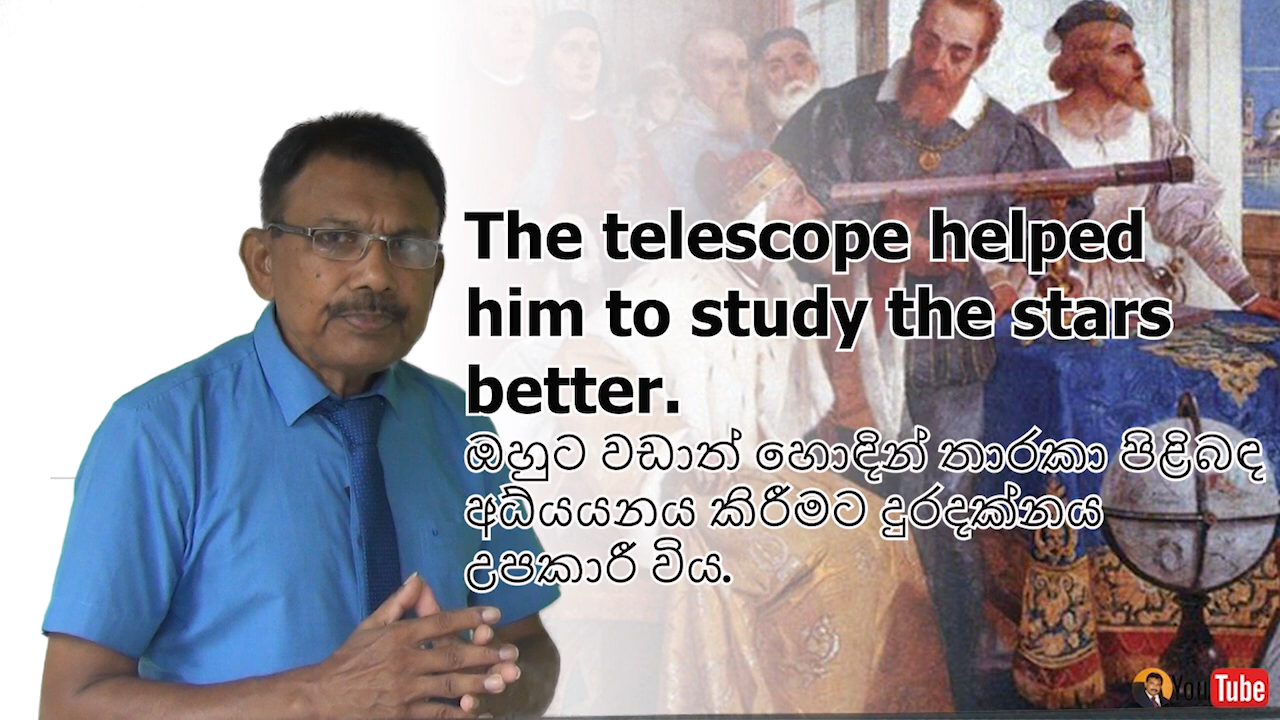 The telescope helped
him to study the stars
better.
ඔහුට වඩාත් හොඳින් තාරකා පිළිබඳ
අධ්යයනය කිරීමට දුරදක්නය
උපකාරී විය.
YouTube